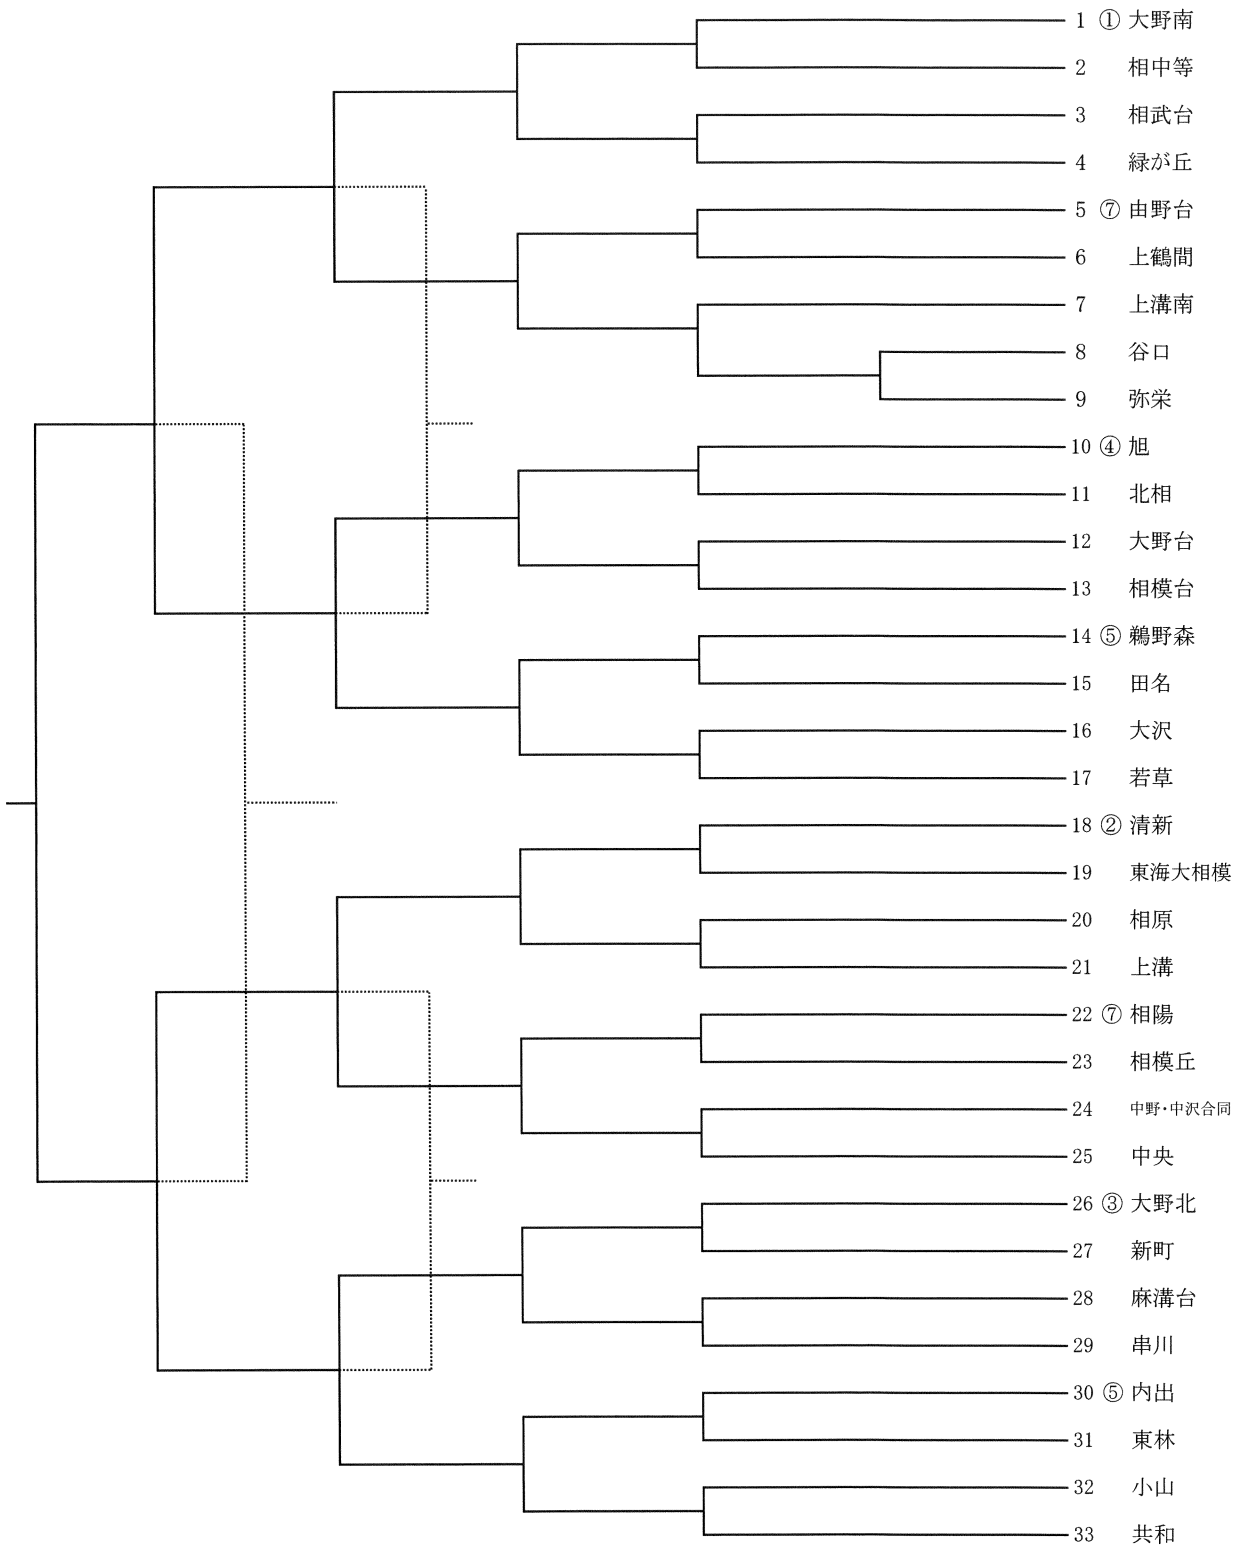 1 ① 大野南
2 相中等
3 相武台
4 緑が丘
5 ⑦ 由野台
6 上鶴間
7 上溝南
8 谷口
9 弥栄
10 ④ 旭
11 北相
12 大野台
13 相模台
14 ⑤ 鵜野森
15 田名
16 大沢
17 若草
18 ② 清新
19 東海大相模
20 相原
21 上溝
22 ⑦ 相陽
23 相模丘
24 中野・中沢合同
25 中央
26 ③ 大野北
27 新町
28 麻溝台
29 串川
30 ⑤ 内出
31 東林
32 小山
33 共和